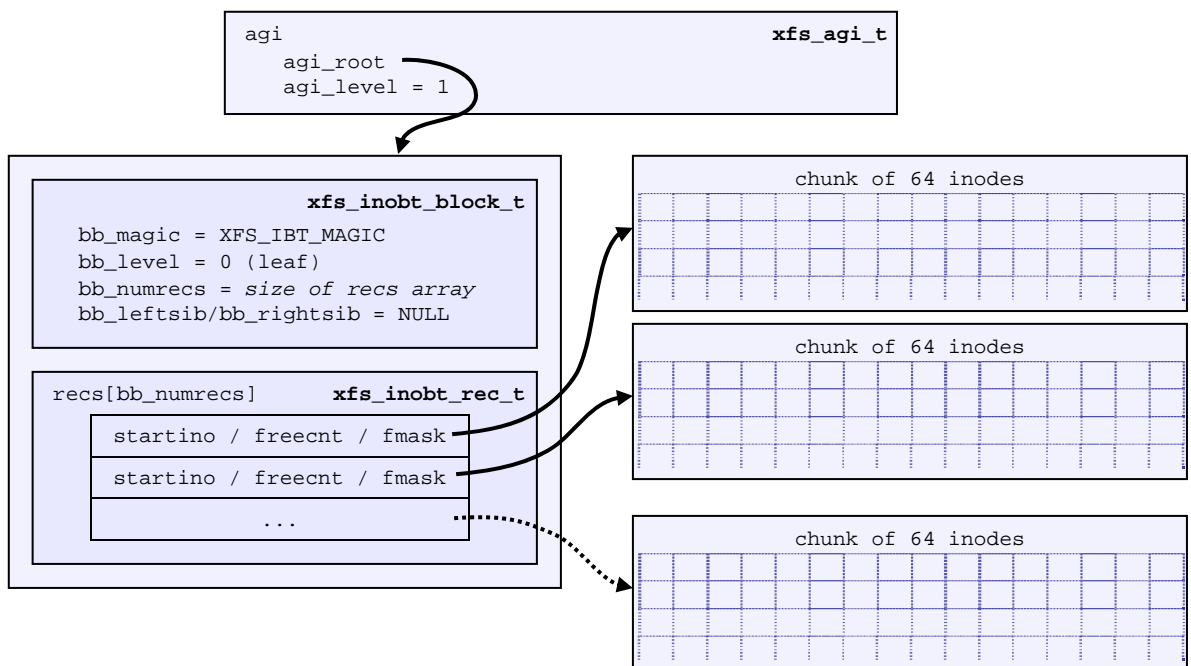 agi xfs_agi_t
agi_root
agi_level = 1
xfs_inobt_block_t
bb_magic = XFS_IBT_MAGIC
bb_level = 0 (leaf)
bb_numrecs = size of recs array
bb_leftsib/bb_rightsib = NULL
recs[bb_numrecs] xfs_inobt_rec_t
startino / freecnt / fmask
startino / freecnt / fmask
...
chunk of 64 inodes
chunk of 64 inodes
chunk of 64 inodes